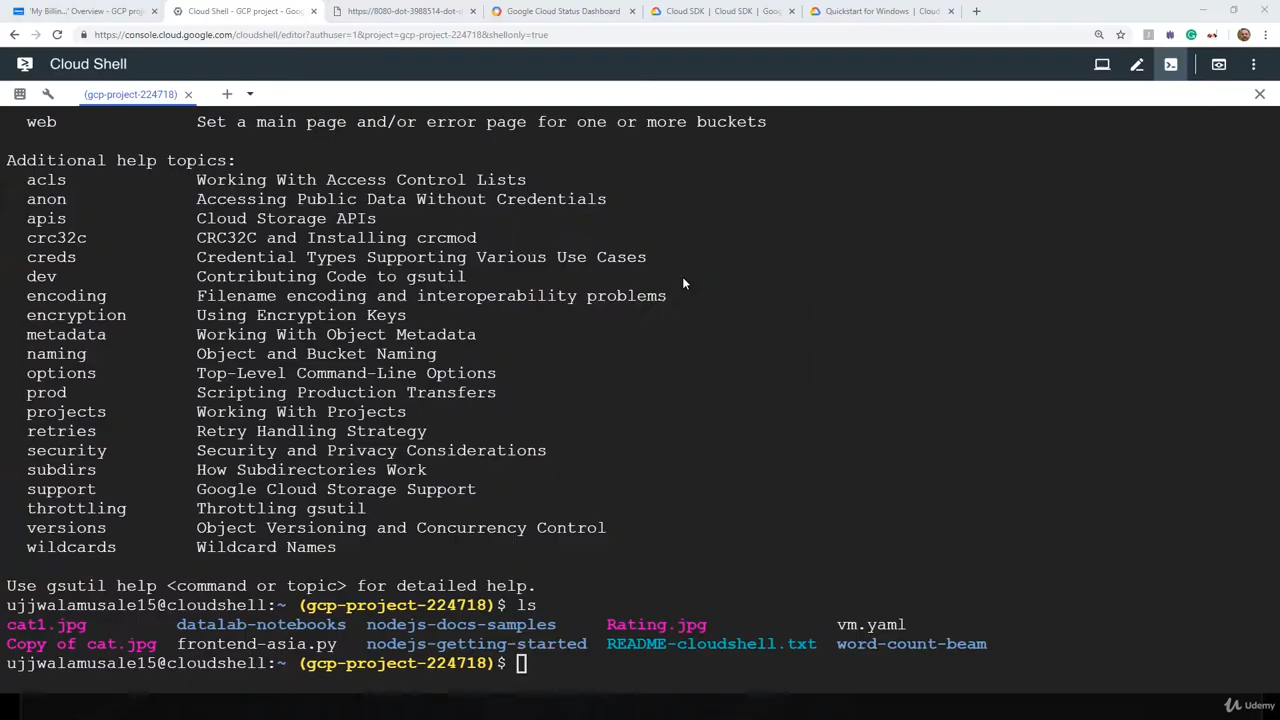 'My Billin...' Overview - GCP proj
Cloud Shell - GCP project - Goog
https://8080-dot-3988514-dot-d
Google Cloud Status Dashboard
Cloud SDK | Cloud SDK | Goog
Quickstart for Windows | Cloud
https://console.cloud.google.com/cloudshell/editor?authuser=1&project=gcp-project-224718&shellonly=true
Cloud Shell
(gcp-project-224718)
web Set a main page and/or error page for one or more buckets
Additional help topics:
acls Working With Access Control Lists
anon Accessing Public Data Without Credentials
apis Cloud Storage APIs
crc32c CRC32C and Installing crcmod
creds Credential Types Supporting Various Use Cases
dev Contributing Code to gsutil
encoding Filename encoding and interoperability problems
encryption Using Encryption Keys
metadata Working With Object Metadata
naming Object and Bucket Naming
options Top-Level Command-Line Options
prod Scripting Production Transfers
projects Working With Projects
retries Retry Handling Strategy
security Security and Privacy Considerations
subdirs How Subdirectories Work
support Google Cloud Storage Support
throttling Throttling gsutil
versions Object Versioning and Concurrency Control
wildcards Wildcard Names
Use gsutil help <command or topic> for detailed help.
ujjwalamusale15@cloudshell:~ (gcp-project-224718)$ ls
cat1.jpg datalab-notebooks nodejs-docs-samples Rating.jpg vm.yaml
Copy of cat.jpg frontend-asia.py nodejs-getting-started README-cloudshell.txt word-count-beam
ujjwalamusale15@cloudshell:~ (gcp-project-224718)$
Udemy